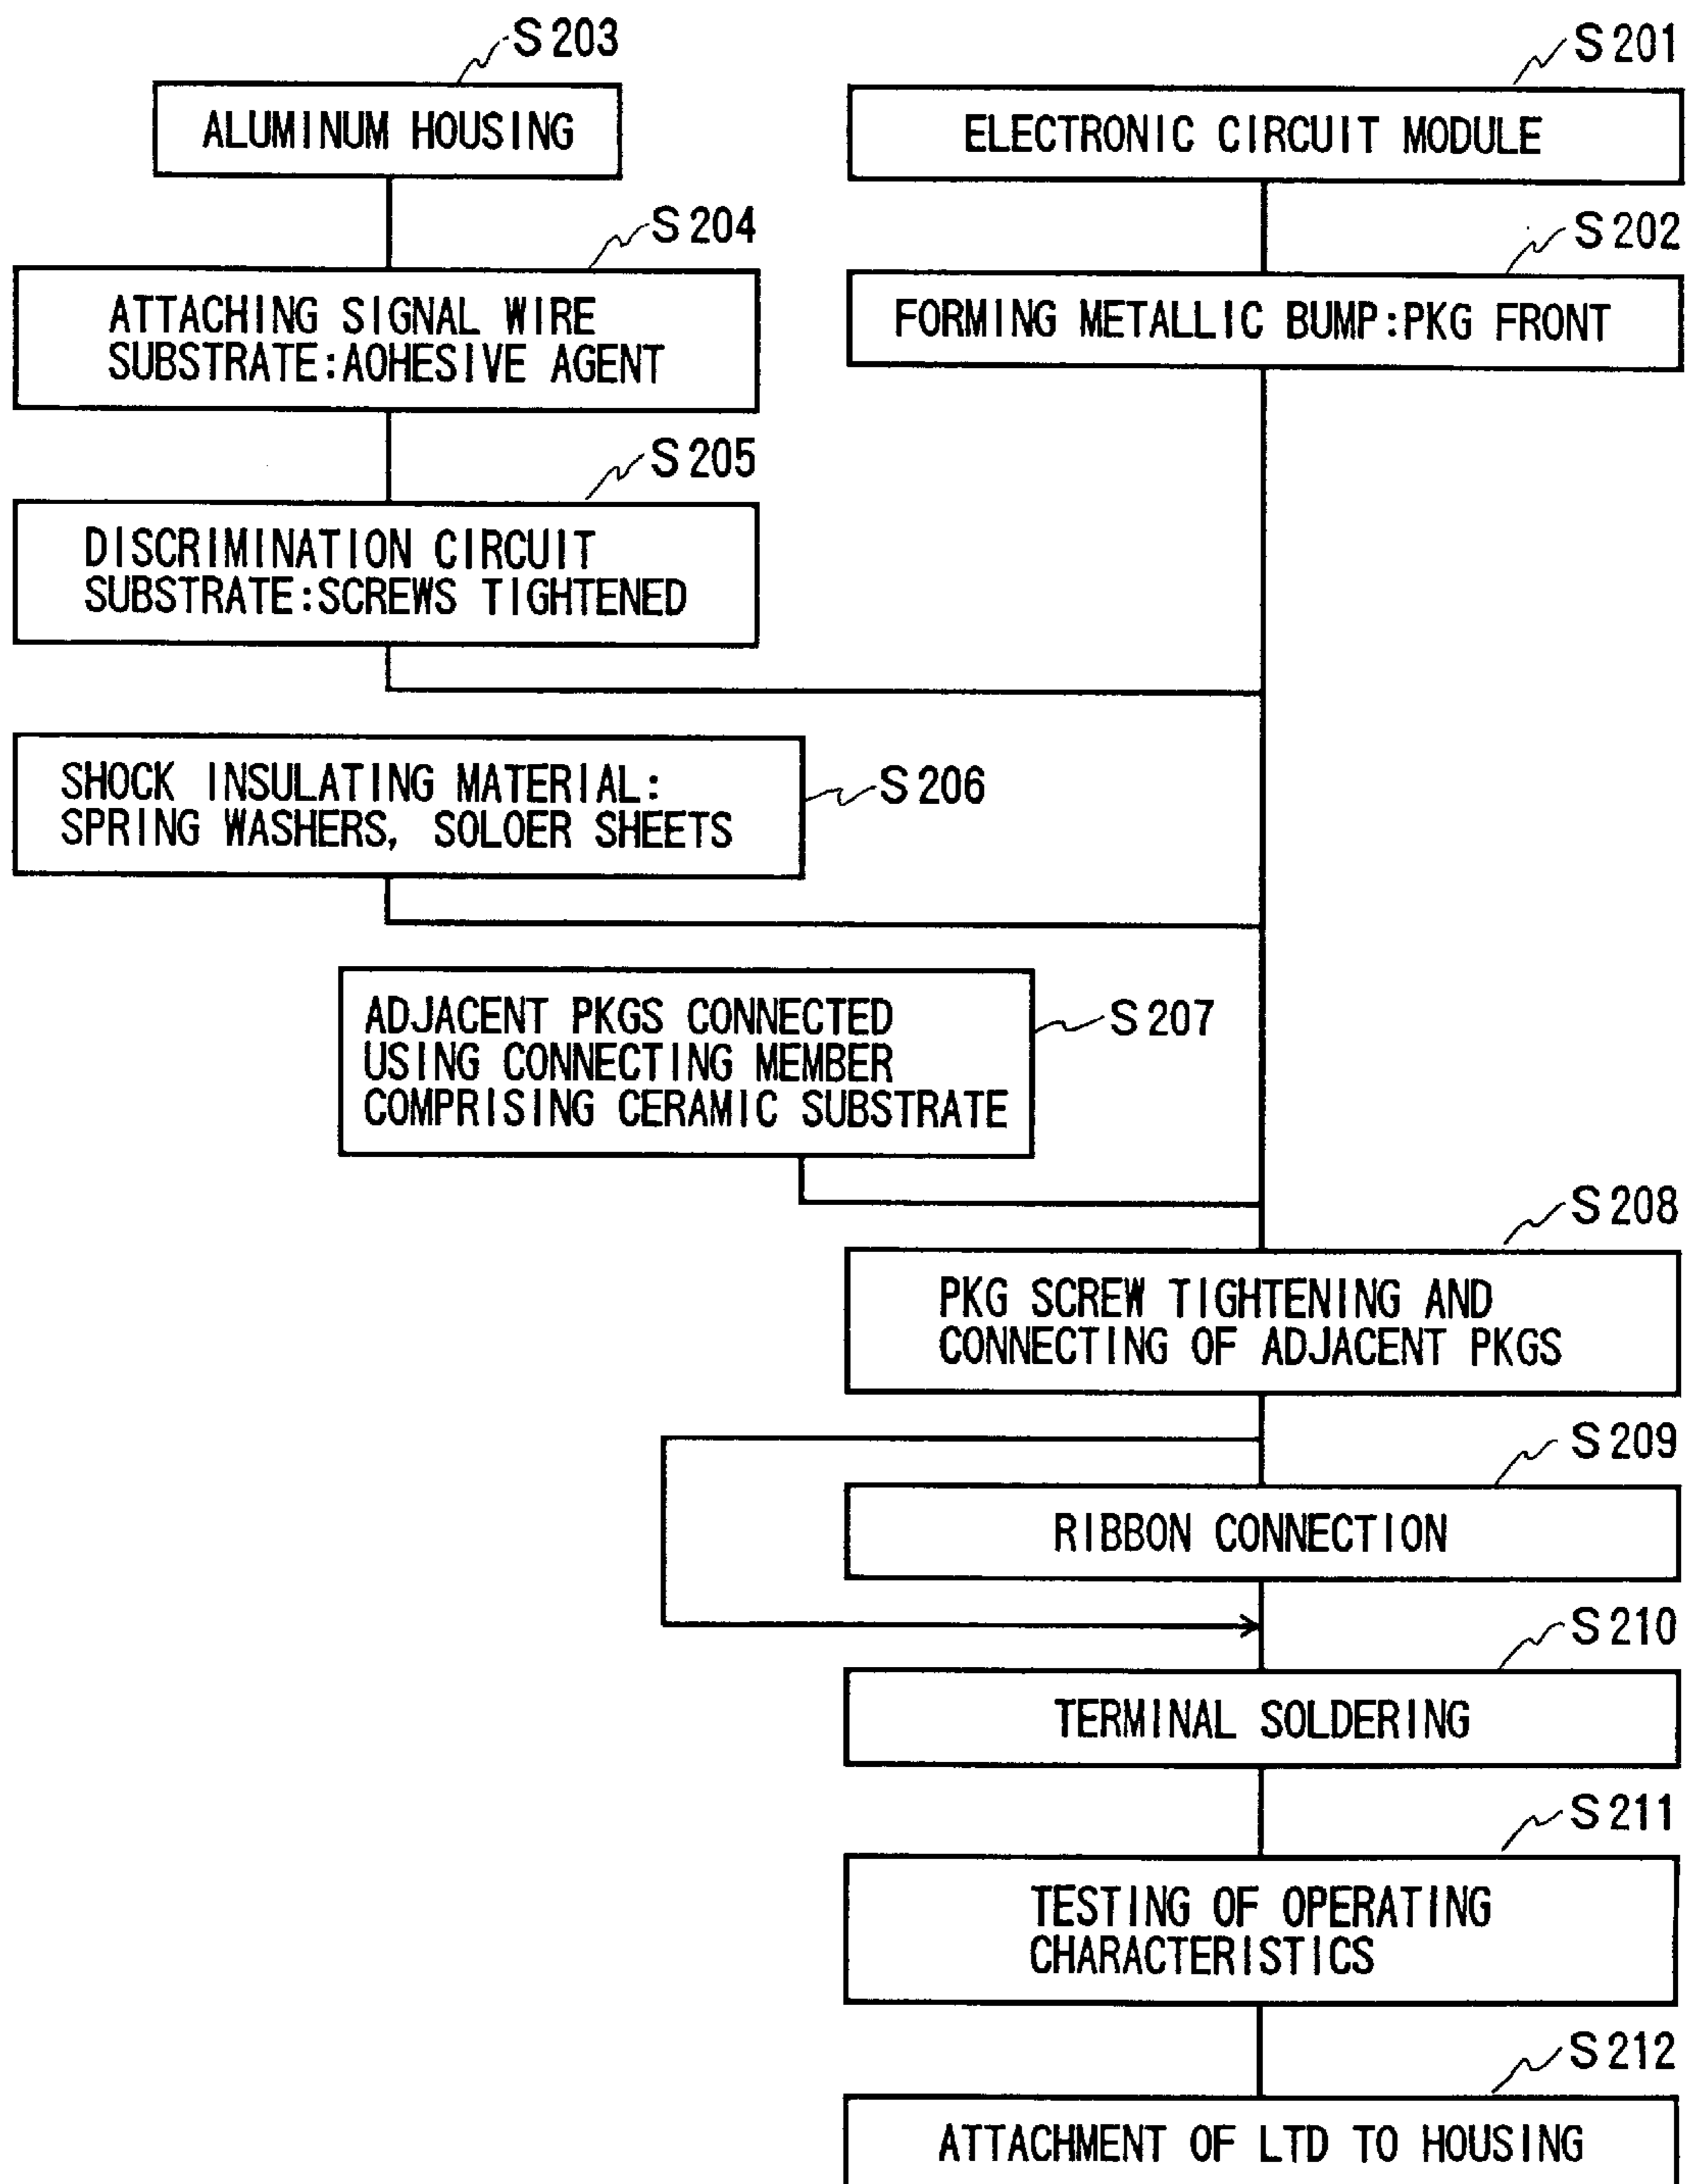 S203
ALUMINUM HOUSING
S201
ELECTRONIC CIRCUIT MODULE
S204
ATTACHING SIGNAL WIRE
SUBSTRATE:AOHESIVE AGENT
S202
FORMING METALLIC BUMP:PKG FRONT
S205
DISCRIMINATION CIRCUIT
SUBSTRATE:SCREWS TIGHTENED
SHOCK INSULATING MATERIAL:
SPRING WASHERS, SOLOER SHEETS
S206
ADJACENT PKGS CONNECTED
USING CONNECTING MEMBER
COMPRISING CERAMIC SUBSTRATE
S207
S208
PKG SCREW TIGHTENING AND
CONNECTING OF ADJACENT PKGS
S209
RIBBON CONNECTION
S210
TERMINAL SOLDERING
S211
TESTING OF OPERATING
CHARACTERISTICS
S212
ATTACHMENT OF LTD TO HOUSING